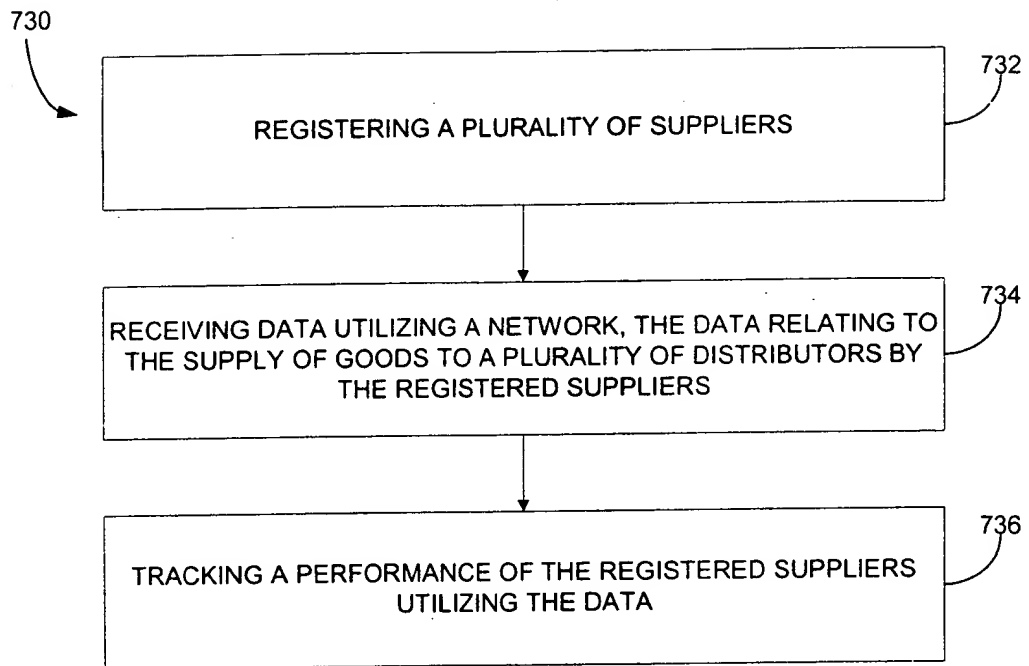 730
732
REGISTERING A PLURALITY OF SUPPLIERS
734
RECEIVING DATA UTILIZING A NETWORK, THE DATA RELATING TO
THE SUPPLY OF GOODS TO A PLURALITY OF DISTRIBUTORS BY
THE REGISTERED SUPPLIERS
736
TRACKING A PERFORMANCE OF THE REGISTERED SUPPLIERS
UTILIZING THE DATA